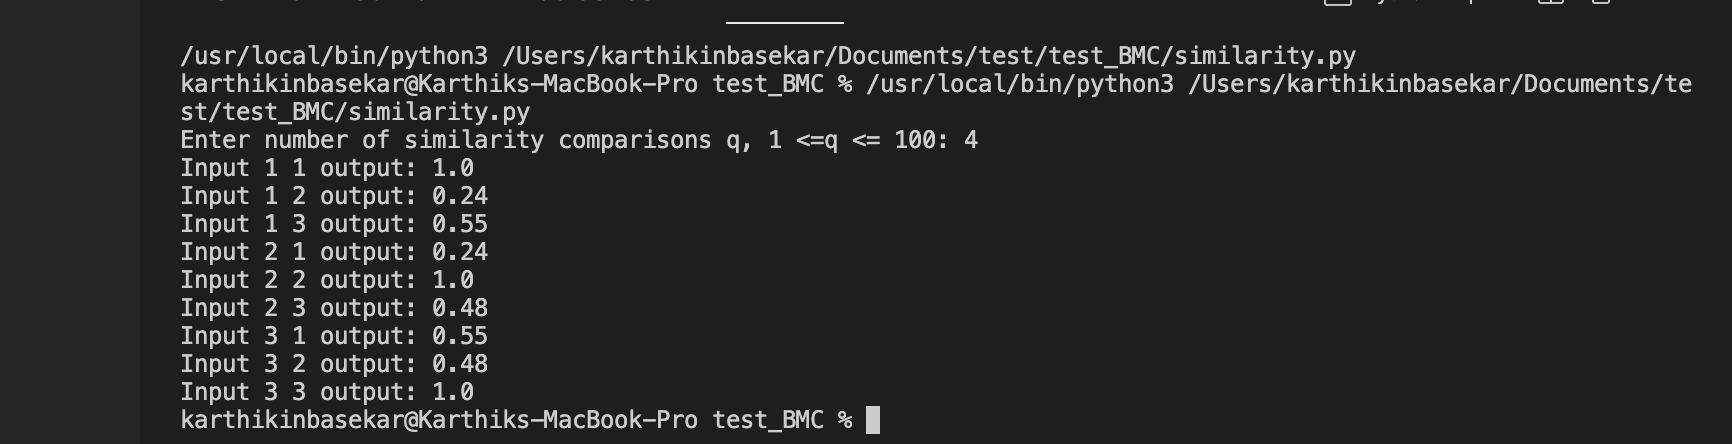 /usr/local/bin/python3 /Users/karthikinbasekar/Documents/test/test_BMC/similarity.py
karthikinbasekar@Karthiks-MacBook-Pro test_BMC % /usr/local/bin/python3 /Users/karthikinbasekar/Documents/te
st/test_BMC/similarity.py
Enter number of similarity comparisons q, 1 <=q <= 100: 4
Input 1 1 output: 1.0
Input 1 2 output: 0.24
Input 1 3 output: 0.55
Input 2 1 output: 0.24
Input 2 2 output: 1.0
Input 2 3 output: 0.48
Input 3 1 output: 0.55
Input 3 2 output: 0.48
Input 3 3 output: 1.0
karthikinbasekar@Karthiks-MacBook-Pro test_BMC %